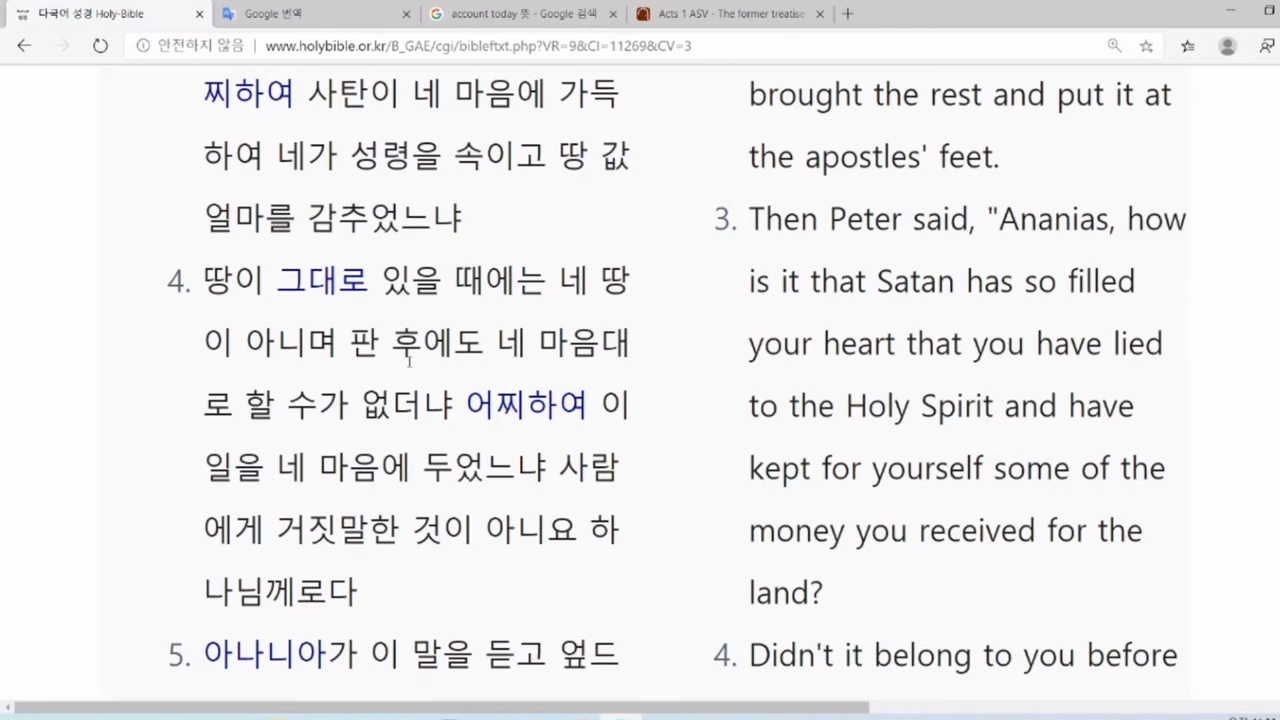 다국어 성경 Holy-Bible
Google 번역
account today 뜻 - Google 검색
Acts 1 ASV - The former treatise
안전하지 않음 | www.holybible.or.kr/B_GAE/cgi/bibleftxt.php?VR=9&CI=11269&CV=3
찌하여 사탄이 네 마음에 가득
하여 네가 성령을 속이고 땅 값
얼마를 감추었느냐
4. 땅이 그대로 있을 때에는 네 땅
이 아니며 판 후에도 네 마음대
로 할 수가 없더냐 어찌하여 이
일을 네 마음에 두었느냐 사람
에게 거짓말한 것이 아니요 하
나님께로다
5. 아나니아가 이 말을 듣고 엎드
brought the rest and put it at
the apostles' feet.
3. Then Peter said, "Ananias, how
is it that Satan has so filled
your heart that you have lied
to the Holy Spirit and have
kept for yourself some of the
money you received for the
land?
4. Didn't it belong to you before